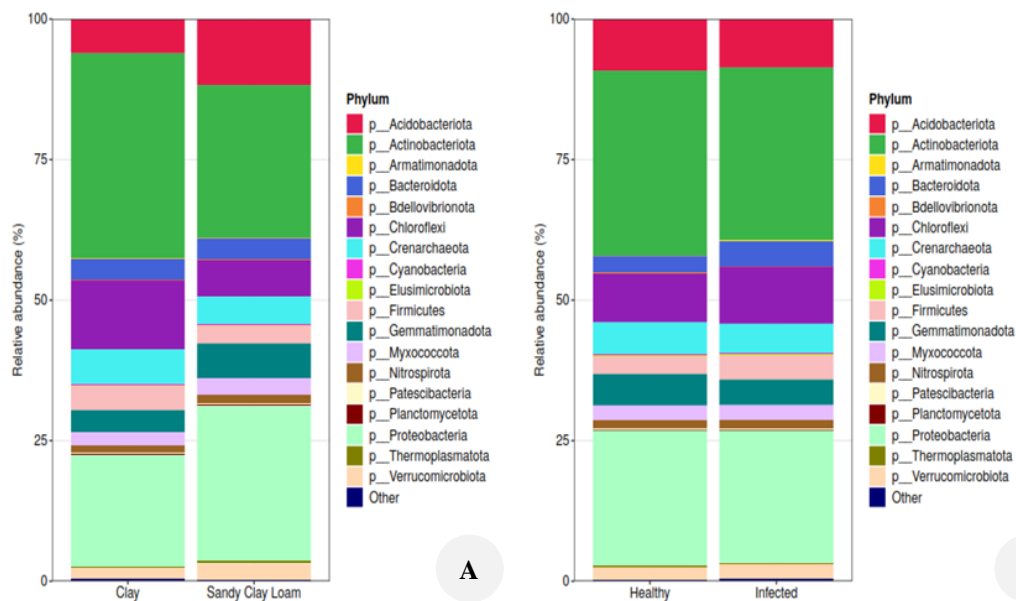 100
75
50
25
0
Relative abundance (%)
Clay
Sandy Clay Loam
Phylum
p__Acidobacteriota
p__Actinobacteriota
p__Armatimonadota
p__Bacteroidota
p__Bdellovibrionota
p__Chloroflexi
p__Crenarchaeota
p__Cyanobacteria
p__Elusimicrobiota
p__Firmicutes
p__Gemmatimonadota
p__Myxococcota
p__Nitrospirota
p__Patescibacteria
p__Planctomycetota
p__Proteobacteria
p__Thermoplasmatota
p__Verrucomicrobiota
Other
A
100
75
50
25
0
Relative abundance (%)
Healthy
Infected
Phylum
p__Acidobacteriota
p__Actinobacteriota
p__Armatimonadota
p__Bacteroidota
p__Bdellovibrionota
p__Chloroflexi
p__Crenarchaeota
p__Cyanobacteria
p__Elusimicrobiota
p__Firmicutes
p__Gemmatimonadota
p__Myxococcota
p__Nitrospirota
p__Patescibacteria
p__Planctomycetota
p__Proteobacteria
p__Thermoplasmatota
p__Verrucomicrobiota
Other